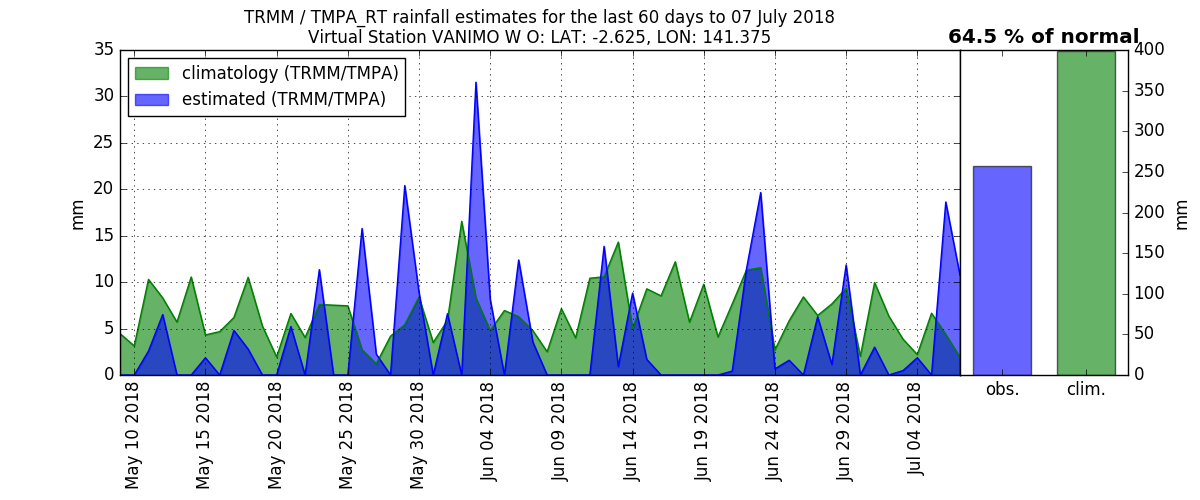 TRMM / TMPA_RT rainfall estimates for the last 60 days to 07 July 2018
Virtual Station VANIMO W O: LAT: -2.625, LON: 141.375
64.5 % of normal
climatology (TRMM/TMPA)
estimated (TRMM/TMPA)
35
30
25
20
15
10
5
0
mm
May 10 2018
May 15 2018
May 20 2018
May 25 2018
May 30 2018
Jun 04 2018
Jun 09 2018
Jun 14 2018
Jun 19 2018
Jun 24 2018
Jun 29 2018
Jul 04 2018
obs.
clim.
400
350
300
250
200
150
100
50
0
mm